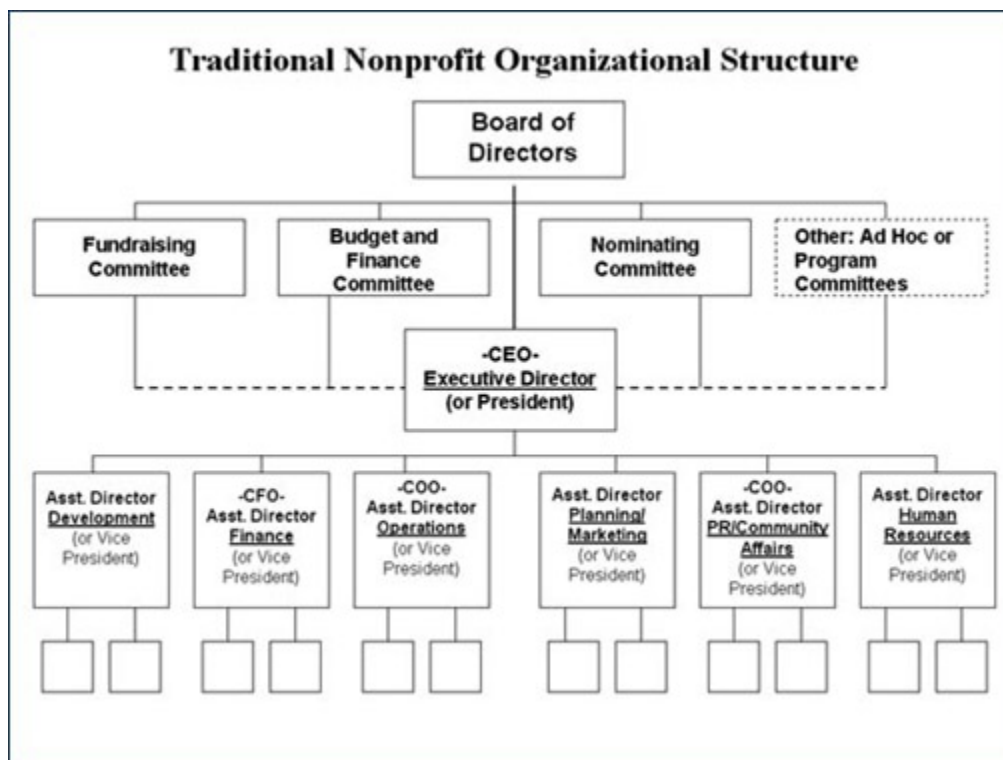 Traditional Nonprofit Organizational Structure
Board of
Directors
Fundraising
Committee
Budget and
Finance
Committee
Nominating
Committee
Other: Ad Hoc or
Program
Committees
-CEO-
Executive Director
(or President)
Asst. Director
Development
(or Vice
President)
-CFO-
Asst. Director
Finance
(or Vice
President)
-COO-
Asst. Director
Operations
(or Vice
President)
Asst. Director
Planning/
Marketing
(or Vice
President)
-COO-
Asst. Director
PR/Community
Affairs
(or Vice
President)
Asst. Director
Human
Resources
(or Vice
President)